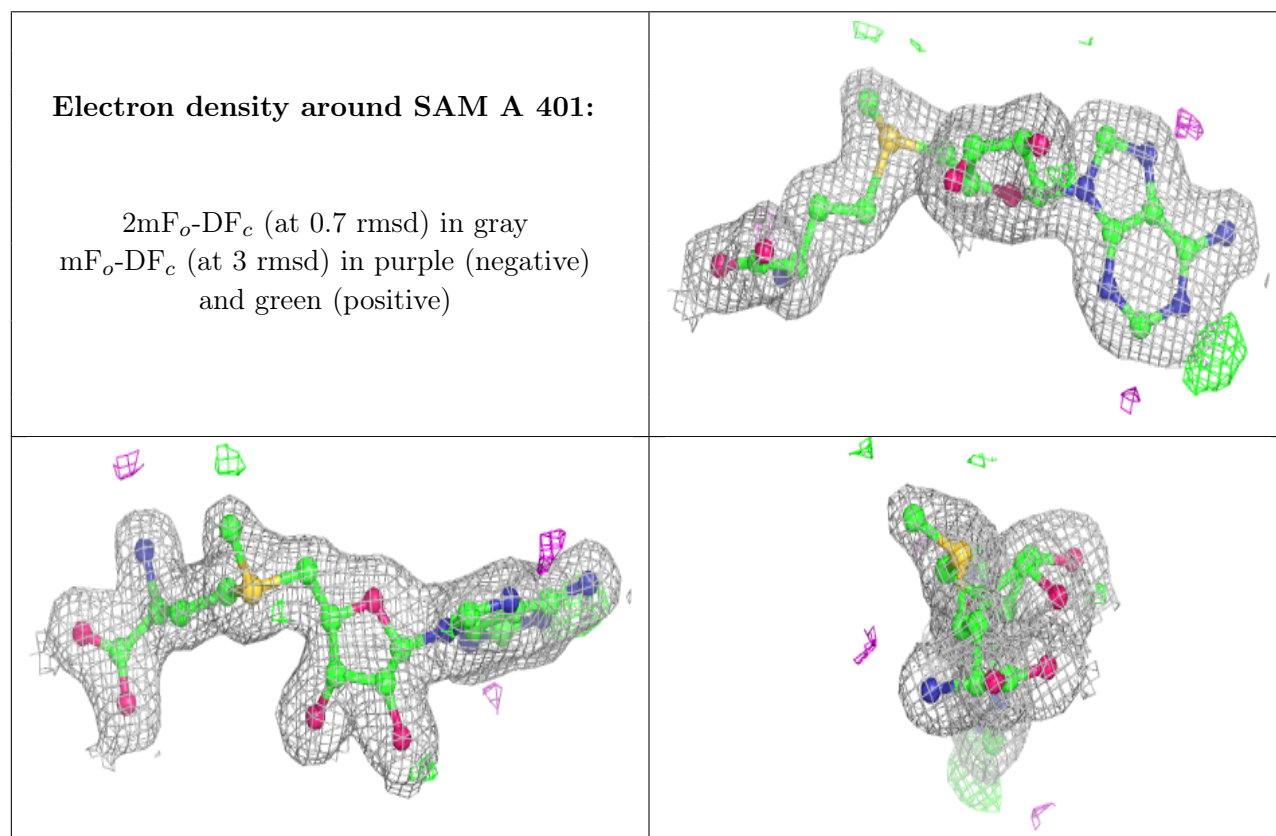 Electron density around SAM A 401:
2mFo-DFc (at 0.7 rmsd) in gray
mFo-DFc (at 3 rmsd) in purple (negative)
and green (positive)